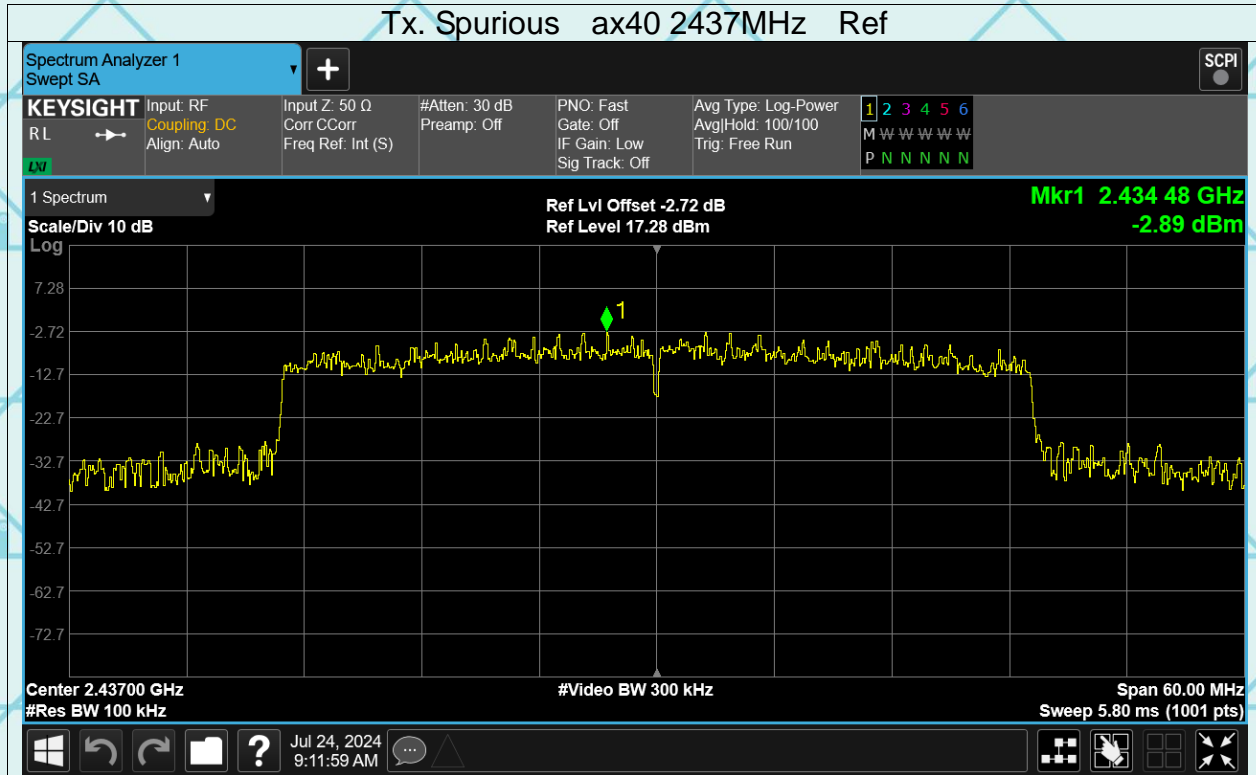 Tx. Spurious ax40 2437MHz Ref
Spectrum Analyzer 1
Swept SA
+
SCPI
KEYSIGHT
RL
LXI
Input: RF
Coupling: DC
Align: Auto
Input Z: 50 Ω
Corr CCorr
Freq Ref: Int (S)
#Atten: 30 dB
Preamp: Off
PNO: Fast
Gate: Off
IF Gain: Low
Sig Track: Off
Avg Type: Log-Power
Avg|Hold: 100/100
Trig: Free Run
1 2 3 4 5 6
M W W W W W
P N N N N N
1 Spectrum
Scale/Div 10 dB
Ref Lvl Offset -2.72 dB
Ref Level 17.28 dBm
Mkr1 2.434 48 GHz
-2.89 dBm
Log
7.28
-2.72
-12.7
-22.7
-32.7
-42.7
-52.7
-62.7
-72.7
1
Center 2.43700 GHz
#Res BW 100 kHz
#Video BW 300 kHz
Span 60.00 MHz
Sweep 5.80 ms (1001 pts)
?
Jul 24, 2024
9:11:59 AM